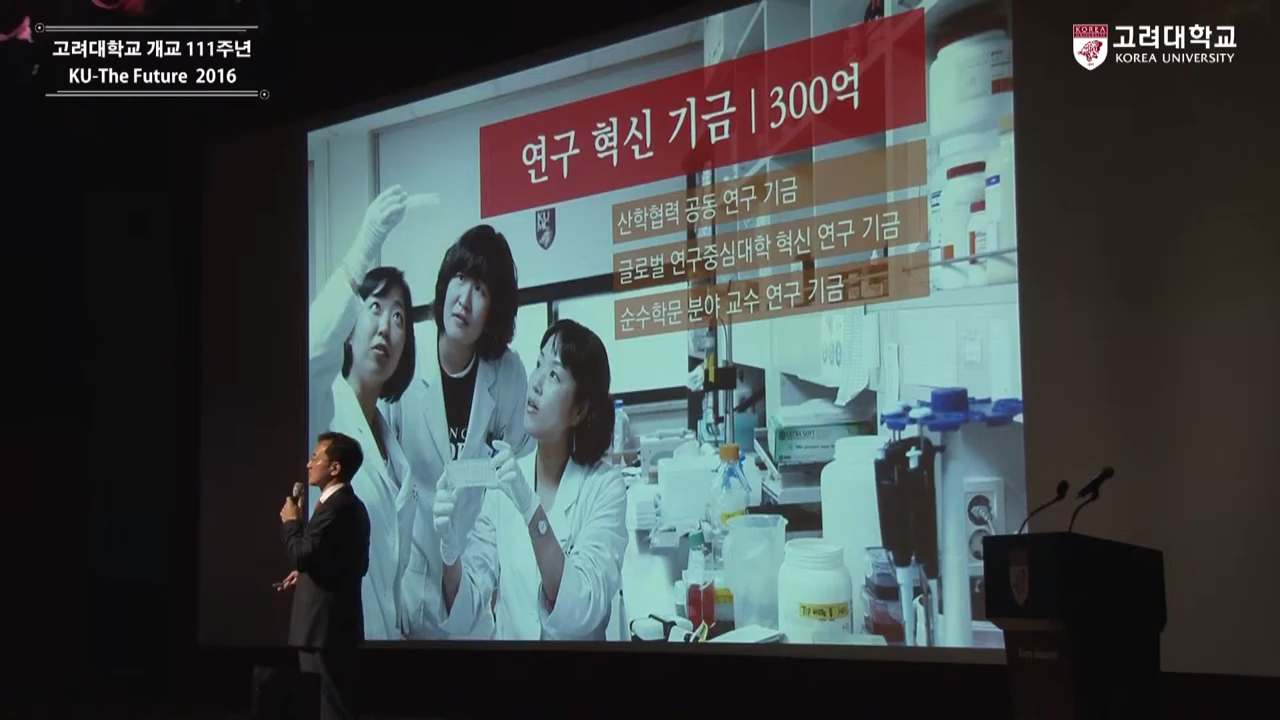 고려대학교 개교 111주년
KU-The Future 2016
KOREA
고려대학교
KOREA UNIVERSITY
연구 혁신 기금 | 300억
산학협력 공동 연구 기금
글로벌 연구중심대학 혁신 연구 기금
순수학문 분야 교수 연구 기금
KU